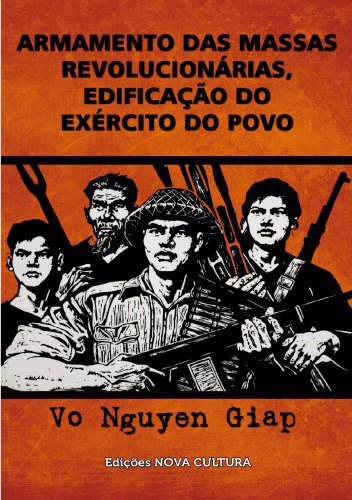 ARMAMENTO DAS MASSAS
REVOLUCIONÁRIAS,
EDIFICAÇÃO DO
EXÉRCITO DO POVO
Vo Nguyen Giap
Edições NOVA CULTURA